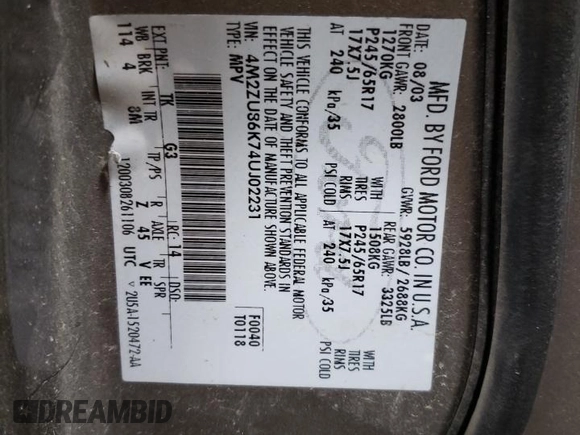 MFD. BY FORD MOTOR CO. IN U.S.A.
DATE: 08/03 GVWR: 5928LB/ 2688KG
FRONT GAWR: 2800LB REAR GAWR: 3325LB
1270KG WITH 1508KG WITH
P245/65R17 TIRES P245/65R17 TIRES
17X7.5J RIMS 17X7.5J RIMS
AT 240 kPa/35 PSI COLD AT 240 kPa/35 PSI COLD
THIS VEHICLE CONFORMS TO ALL APPLICABLE FEDERAL MOTOR
VEHICLE SAFETY AND THEFT PREVENTION STANDARDS IN
EFFECT ON THE DATE OF MANUFACTURE SHOWN ABOVE.
VIN: 4M2ZU86K74UJ02231 F0040
TYPE: MPV T0118
EXT PNT: TK G3 RC: 14 DSO:
WB BRK INT TR TP/PS R AXLE TR SPR
114 4 8M Z 45 V EE
1200308261106 UTC V 2U5A-1520472-AA
DREAMBID